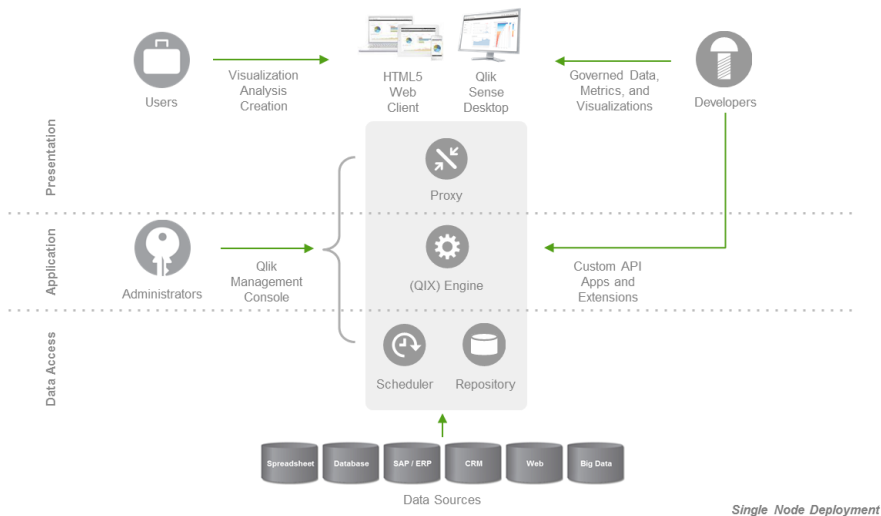 Users
Visualization
Analysis
Creation
HTML5
Web
Client
Qlik
Sense
Desktop
Governed Data,
Metrics, and
Visualizations
Developers
Presentation
Proxy
Application
Administrators
Qlik
Management
Console
(QIX) Engine
Custom API
Apps and
Extensions
Data Access
Scheduler
Repository
Spreadsheet
Database
SAP / ERP
CRM
Web
Big Data
Data Sources
Single Node Deployment